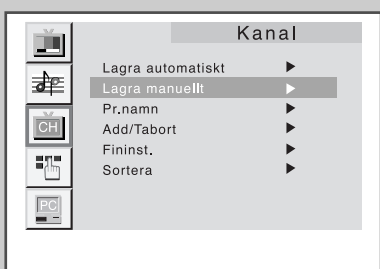 Kanal
Lagra automatiskt ▶
Lagra manuellt ▶
Pr.namn ▶
CH
Add/Tabort ▶
Fininst. ▶
Sortera ▶
PC